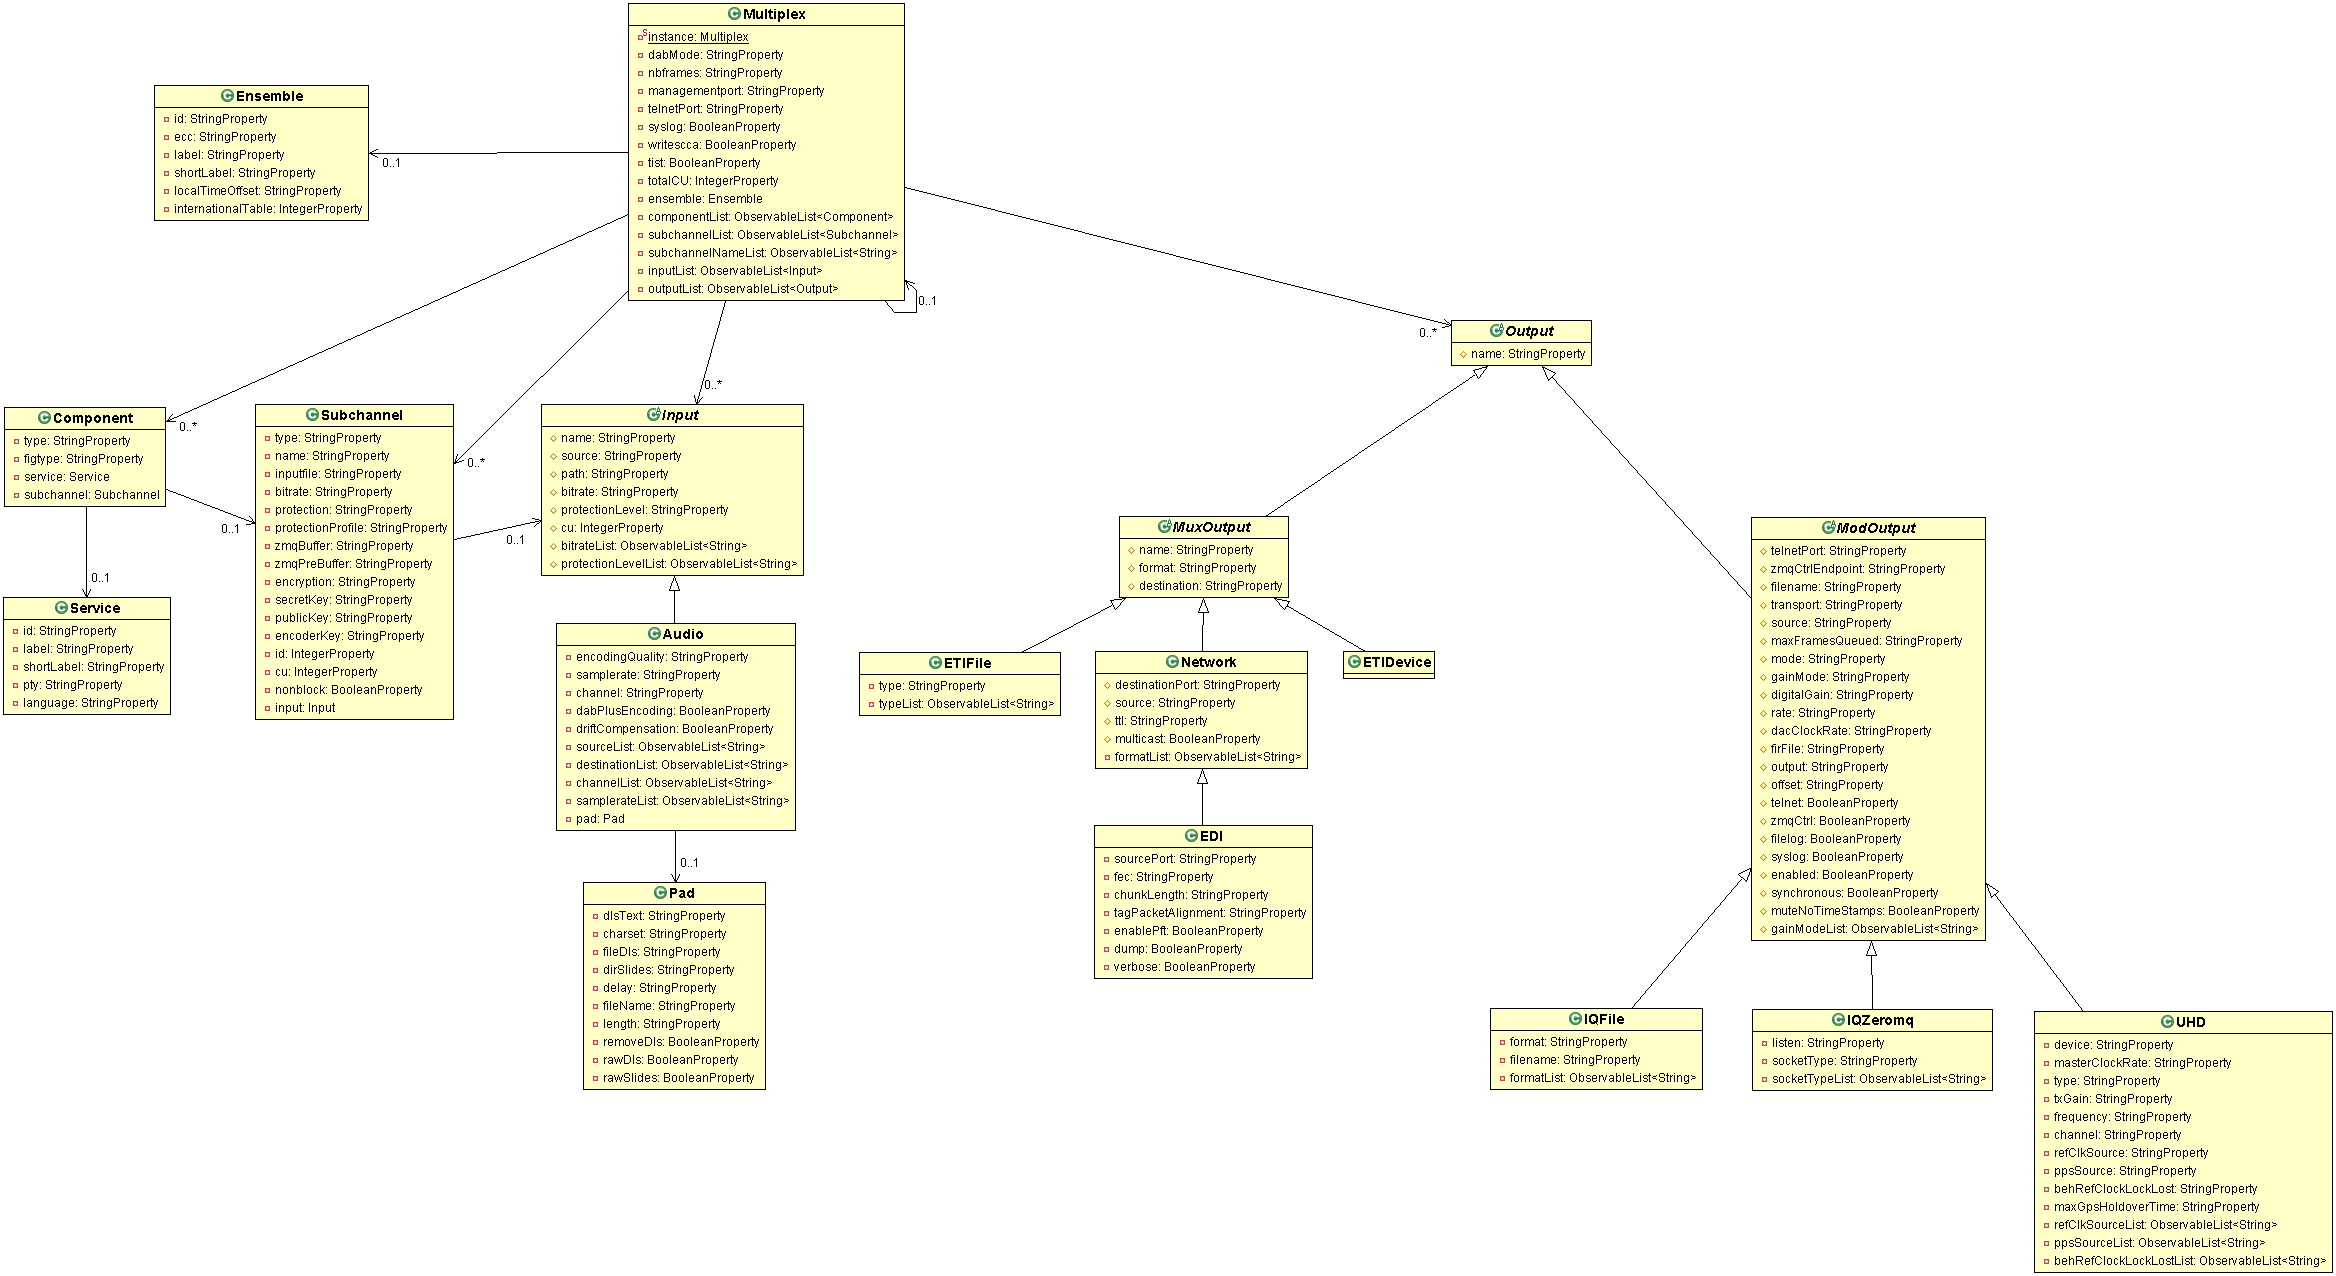 Multiplex
instance: Multiplex
dabMode: StringProperty
nbframes: StringProperty
managementport: StringProperty
telnetPort: StringProperty
syslog: BooleanProperty
writescca: BooleanProperty
tist: BooleanProperty
totalCU: IntegerProperty
ensemble: Ensemble
componentList: ObservableList<Component>
subchannelList: ObservableList<Subchannel>
subchannelNameList: ObservableList<String>
inputList: ObservableList<Input>
outputList: ObservableList<Output>
0..1
Ensemble
id: StringProperty
ecc: StringProperty
label: StringProperty
shortLabel: StringProperty
localTimeOffset: StringProperty
internationalTable: IntegerProperty
0..1
0..*
Output
name: StringProperty
Component
type: StringProperty
figtype: StringProperty
service: Service
subchannel: Subchannel
0..*
0..1
0..1
Subchannel
type: StringProperty
name: StringProperty
inputfile: StringProperty
bitrate: StringProperty
protection: StringProperty
protectionProfile: StringProperty
zmqBuffer: StringProperty
zmqPreBuffer: StringProperty
encryption: StringProperty
secretKey: StringProperty
publicKey: StringProperty
encoderKey: StringProperty
id: IntegerProperty
cu: IntegerProperty
nonblock: BooleanProperty
input: Input
0..*
0..1
0..*
Input
name: StringProperty
source: StringProperty
path: StringProperty
bitrate: StringProperty
protectionLevel: StringProperty
cu: IntegerProperty
bitrateList: ObservableList<String>
protectionLevelList: ObservableList<String>
Service
id: StringProperty
label: StringProperty
shortLabel: StringProperty
pty: StringProperty
language: StringProperty
Audio
encodingQuality: StringProperty
samplerate: StringProperty
channel: StringProperty
dabPlusEncoding: BooleanProperty
driftCompensation: BooleanProperty
sourceList: ObservableList<String>
destinationList: ObservableList<String>
channelList: ObservableList<String>
samplerateList: ObservableList<String>
pad: Pad
0..1
Pad
dlsText: StringProperty
charset: StringProperty
fileDls: StringProperty
dirSlides: StringProperty
delay: StringProperty
fileName: StringProperty
length: StringProperty
removeDls: BooleanProperty
rawDls: BooleanProperty
rawSlides: BooleanProperty
MuxOutput
name: StringProperty
format: StringProperty
destination: StringProperty
ETIFile
type: StringProperty
typeList: ObservableList<String>
Network
destinationPort: StringProperty
source: StringProperty
ttl: StringProperty
multicast: BooleanProperty
formatList: ObservableList<String>
ETIDevice
EDI
sourcePort: StringProperty
fec: StringProperty
chunkLength: StringProperty
tagPacketAlignment: StringProperty
enablePft: BooleanProperty
dump: BooleanProperty
verbose: BooleanProperty
ModOutput
telnetPort: StringProperty
zmqCtrlEndpoint: StringProperty
filename: StringProperty
transport: StringProperty
source: StringProperty
maxFramesQueued: StringProperty
mode: StringProperty
gainMode: StringProperty
digitalGain: StringProperty
rate: StringProperty
dacClockRate: StringProperty
firFile: StringProperty
output: StringProperty
offset: StringProperty
telnet: BooleanProperty
zmqCtrl: BooleanProperty
filelog: BooleanProperty
syslog: BooleanProperty
enabled: BooleanProperty
synchronous: BooleanProperty
muteNoTimeStamps: BooleanProperty
gainModeList: ObservableList<String>
IQFile
format: StringProperty
filename: StringProperty
formatList: ObservableList<String>
IQZeromq
listen: StringProperty
socketType: StringProperty
socketTypeList: ObservableList<String>
UHD
device: StringProperty
masterClockRate: StringProperty
type: StringProperty
txGain: StringProperty
frequency: StringProperty
channel: StringProperty
refClkSource: StringProperty
ppsSource: StringProperty
behRefClockLockLost: StringProperty
maxGpsHoldoverTime: StringProperty
refClkSourceList: ObservableList<String>
ppsSourceList: ObservableList<String>
behRefClockLockLostList: ObservableList<String>